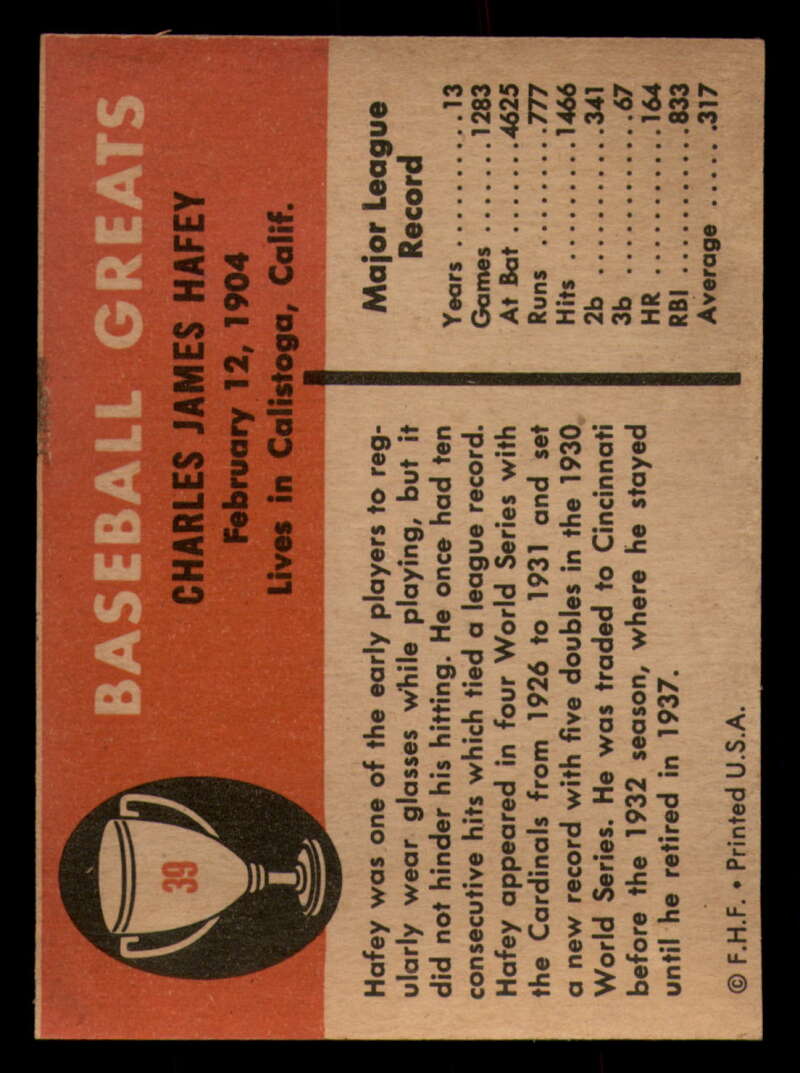 39
BASEBALL GREATS
CHARLES JAMES HAFEY
February 12, 1904
Lives in Calistoga, Calif.
Hafey was one of the early players to reg-
ularly wear glasses while playing, but it
did not hinder his hitting. He once had ten
consecutive hits which tied a league record.
Hafey appeared in four World Series with
the Cardinals from 1926 to 1931 and set
a new record with five doubles in the 1930
World Series. He was traded to Cincinnati
before the 1932 season, where he stayed
until he retired in 1937.
© F.H.F. • Printed U.S.A.
Major League
Record
Years ..........13
Games .......1283
At Bat .......4625
Runs .........777
Hits .........1466
2b ...........341
3b ............67
HR ...........164
RBI ..........833
Average ......317